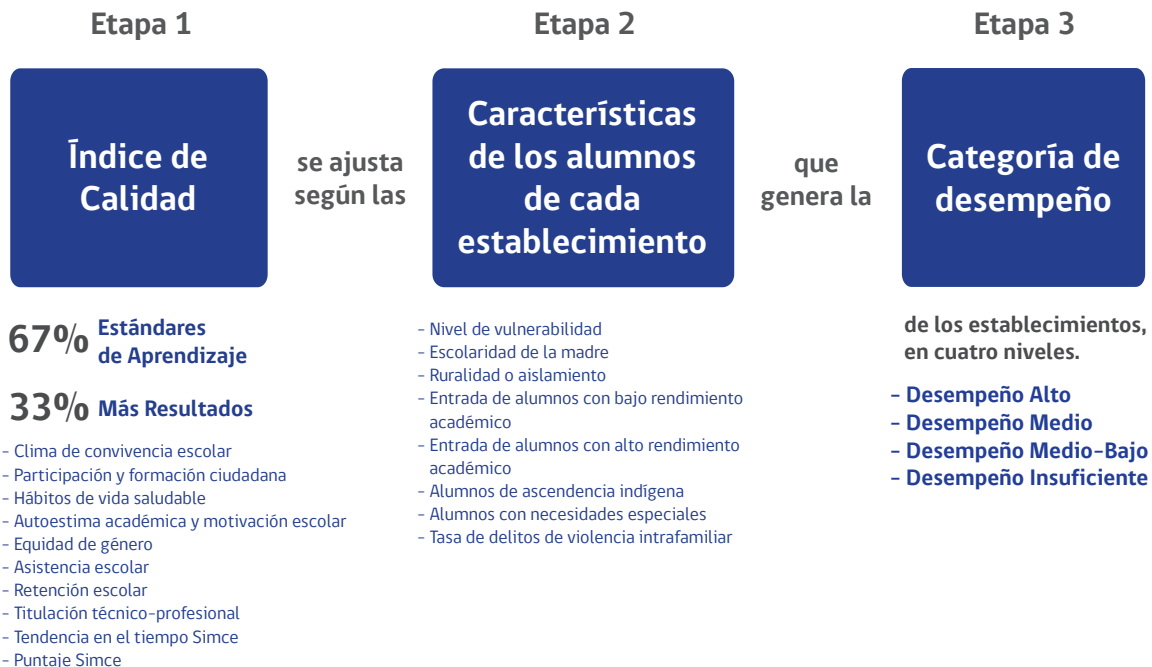 Etapa 1
Índice de
Calidad
67% Estándares
de Aprendizaje
33% Más Resultados
- Clima de convivencia escolar
- Participación y formación ciudadana
- Hábitos de vida saludable
- Autoestima académica y motivación escolar
- Equidad de género
- Asistencia escolar
- Retención escolar
- Titulación técnico-profesional
- Tendencia en el tiempo Simce
- Puntaje Simce
se ajusta
según las
Etapa 2
Características
de los alumnos
de cada
establecimiento
- Nivel de vulnerabilidad
- Escolaridad de la madre
- Ruralidad o aislamiento
- Entrada de alumnos con bajo rendimiento
académico
- Entrada de alumnos con alto rendimiento
académico
- Alumnos de ascendencia indígena
- Alumnos con necesidades especiales
- Tasa de delitos de violencia intrafamiliar
que
genera la
Etapa 3
Categoría de
desempeño
de los establecimientos,
en cuatro niveles.
- Desempeño Alto
- Desempeño Medio
- Desempeño Medio-Bajo
- Desempeño Insuficiente